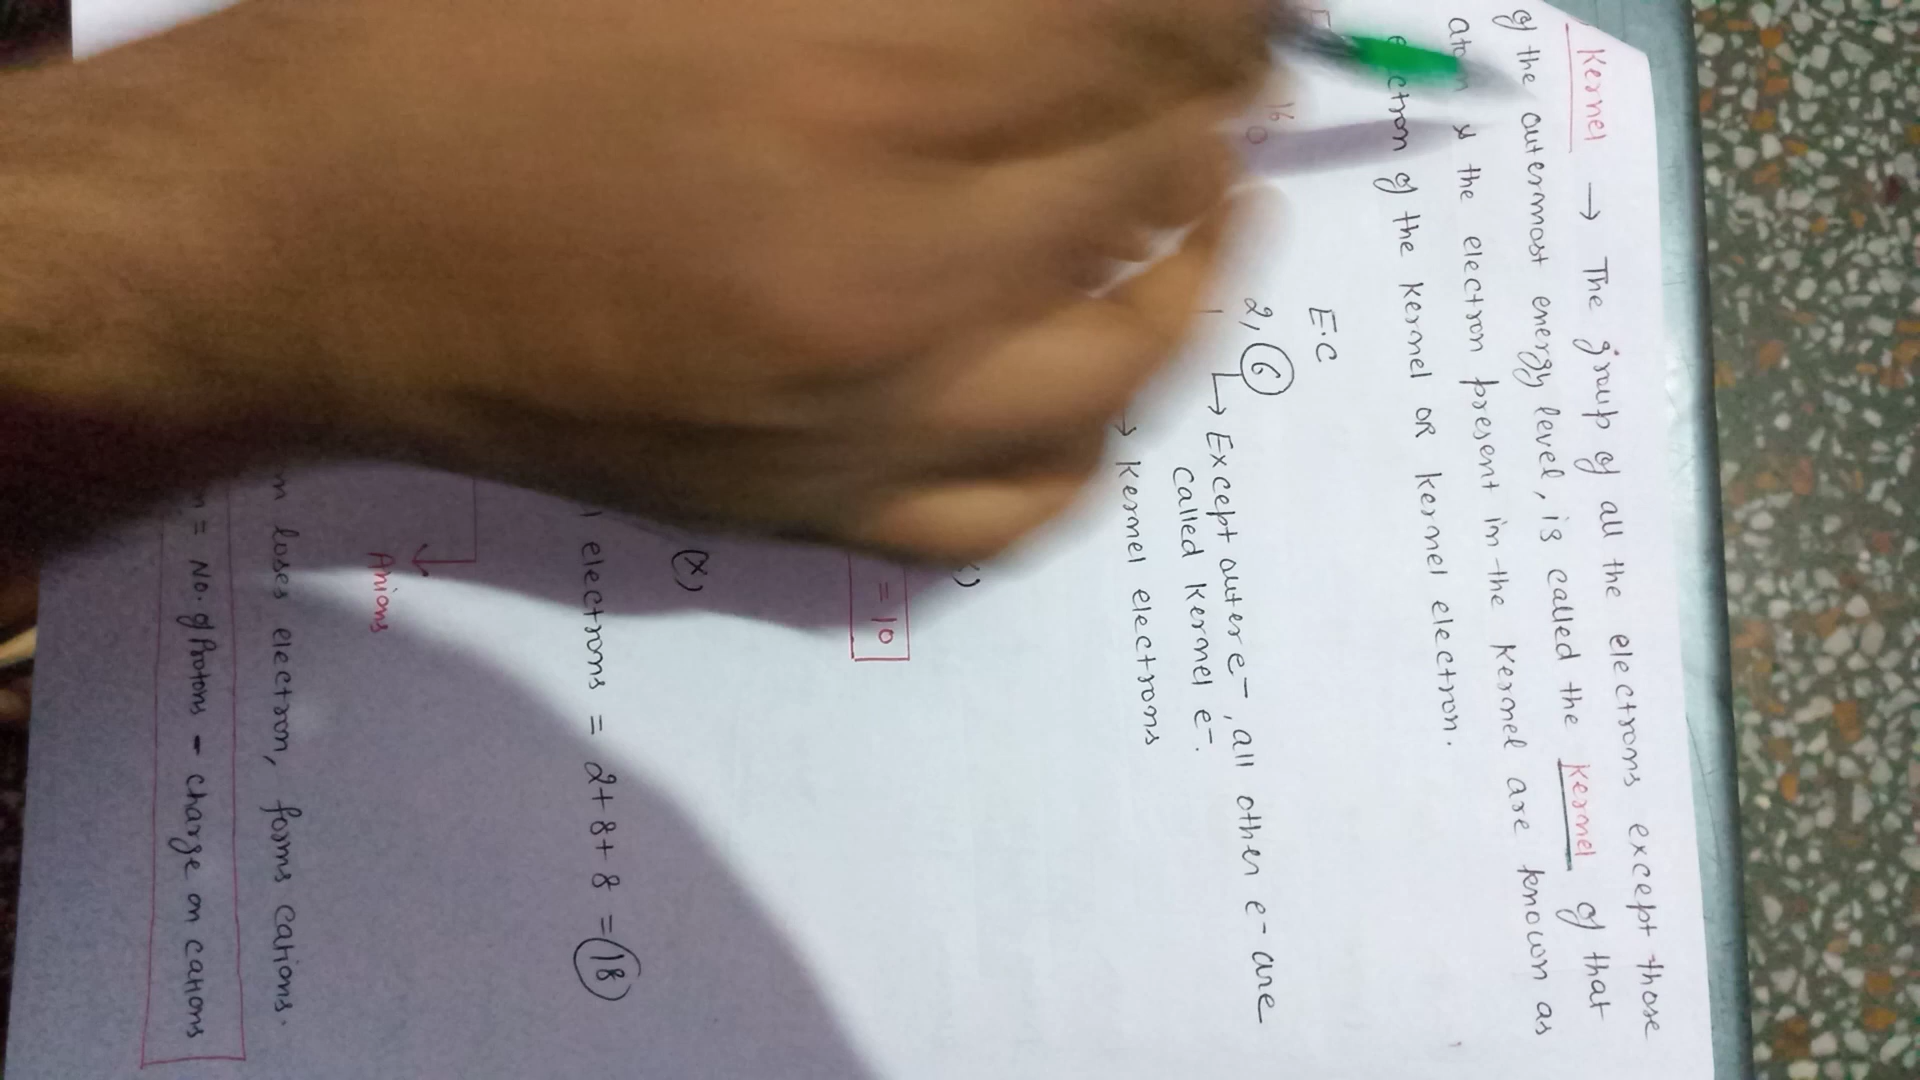 Kernel → The group of all the electrons except those
of the outermost energy level, is called the Kernel of that
atom & the electron present in the kernel are known as
electron of the kernel OR kernel electron.
E.C
16 O 2, 6
Except outer e⁻, all other e⁻ are
called kernel e⁻.
→ kernel electrons
= 10
(x)
electrons = 2+8+8 = 18
Anions
loses electron, forms cations.
= No. of Protons - charge on cations